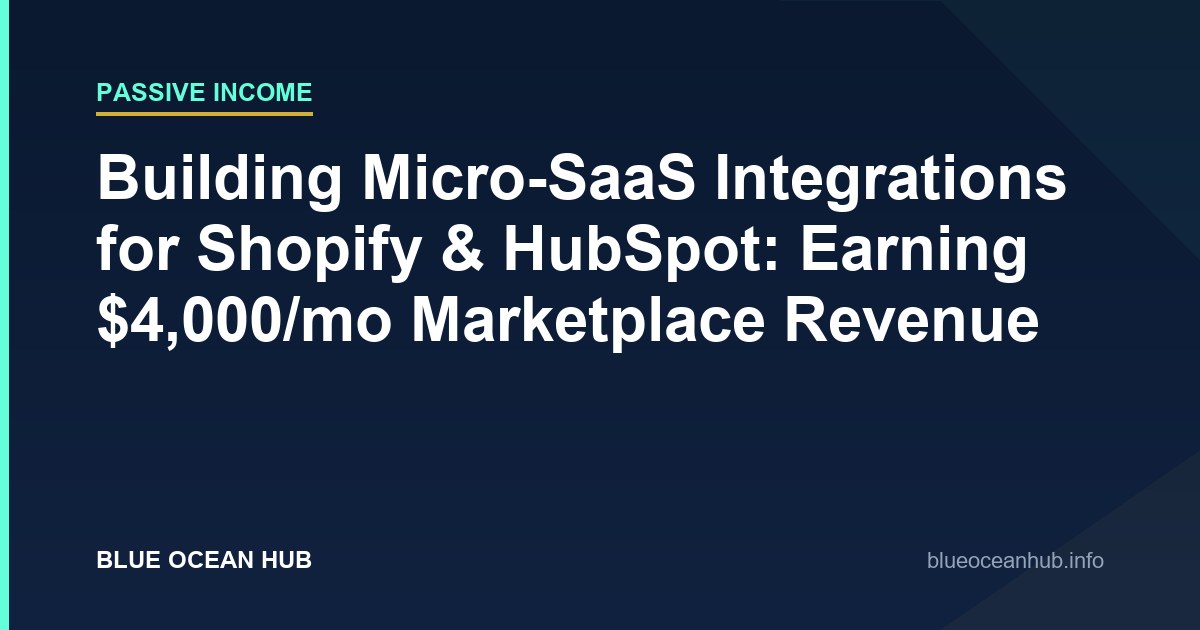 PASSIVE INCOME
Building Micro-SaaS Integrations
for Shopify & HubSpot: Earning
$4,000/mo Marketplace Revenue
BLUE OCEAN HUB
blueoceanhub.info